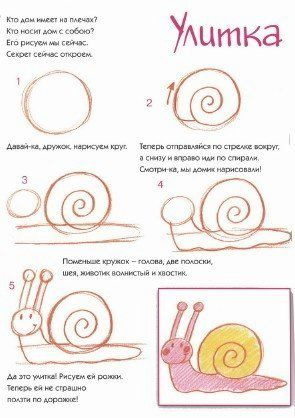 Кто дом имеет на плечах?
Кто носит дом с собою?
Его рисуем мы сейчас.
Секрет сейчас откроем.
Улитка
1
2
Давай-ка, дружок, нарисуем круг.
Теперь отправляйся по стрелке вокруг,
а снизу и вправо иди по спирали.
Смотри-ка, мы домик нарисовали!
3
4
Поменьше кружок – голова, две полоски,
шея, животик волнистый и хвостик.
5
Да это улитка! Рисуем ей рожки.
Теперь ей не страшно
ползти по дорожке!